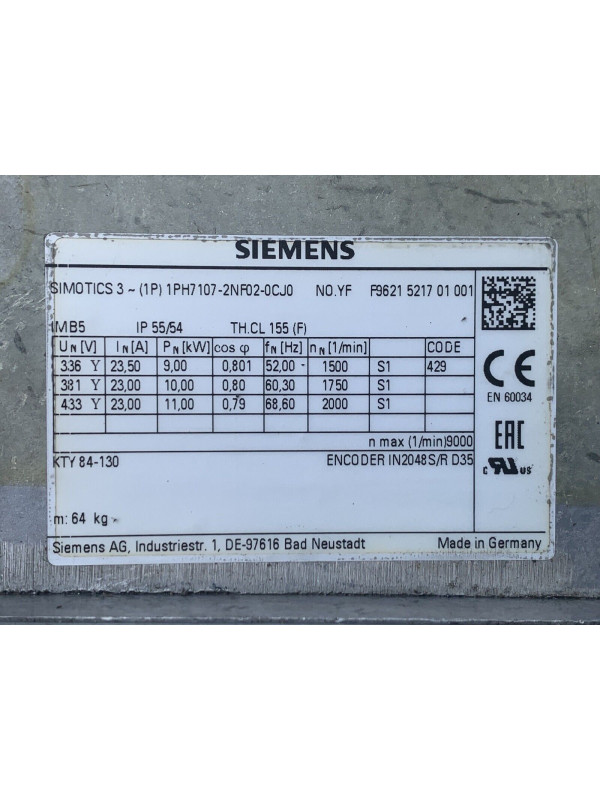 SIEMENS
SIMOTICS 3 ~ (1P) 1PH7107-2NF02-0CJ0 NO.YF F9621 5217 01 001
IMB5 IP 55/54 TH.CL 155 (F)
UN [V] IN [A] PN [kW] cos φ fN [Hz] nN [1/min] CODE
336 Y 23,50 9,00 0,801 52,00 1500 S1 429
381 Y 23,00 10,00 0,80 60,30 1750 S1
433 Y 23,00 11,00 0,79 68,60 2000 S1
CE
EN 60034
n max (1/min)9000
EAC
KTY 84-130 ENCODER IN2048S/R D35
c RU US
m: 64 kg
Siemens AG, Industriestr. 1, DE-97616 Bad Neustadt Made in Germany